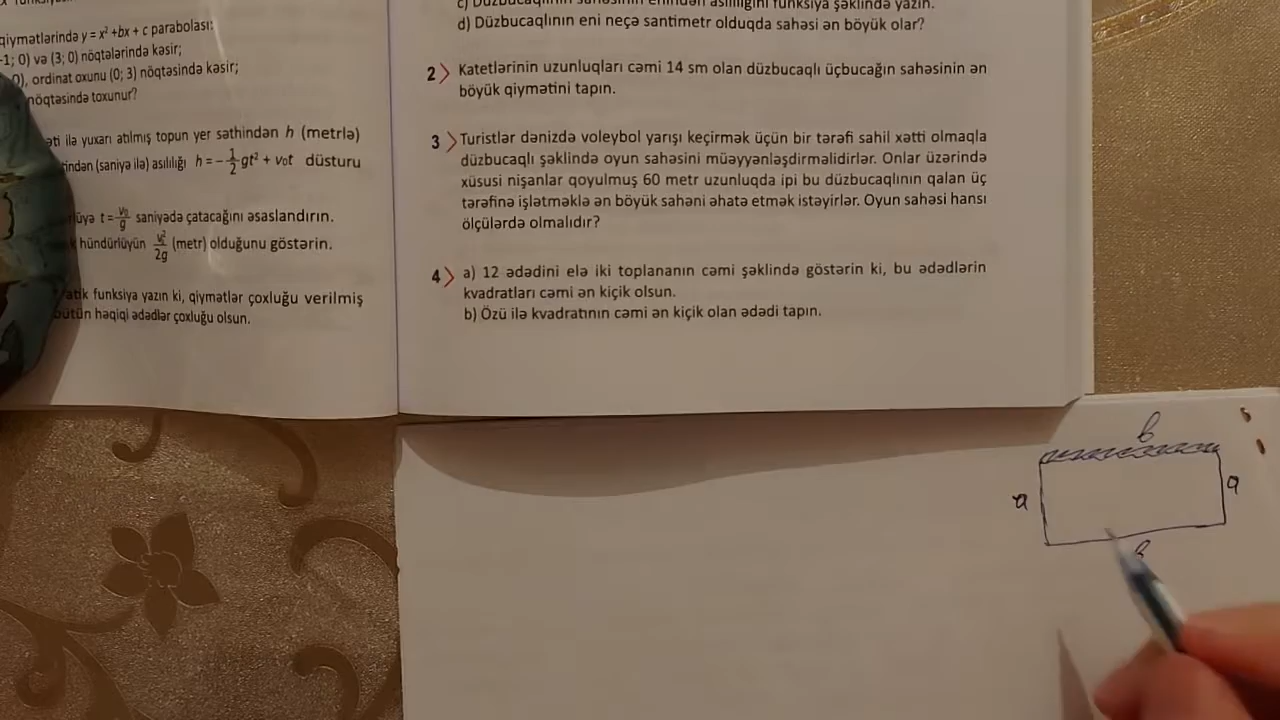 qiymətlərində y = x² +bx + c parabolası:
-1; 0) və (3; 0) nöqtələrində kəsir;
0), ordinat oxunu (0; 3) nöqtəsində kəsir;
nöqtəsində toxunur?
ilə yuxarı atılmış topun yer səthindən h (metrlə)
(saniyə ilə) asılılığı h = -1/2 gt² + v₀t düsturu
t = v₀/g saniyədə çatacağını əsaslandırın.
hündürlüyün v₀²/2g (metr) olduğunu göstərin.
funksiya yazın ki, qiymətlər çoxluğu verilmiş
bütün həqiqi ədədlər çoxluğu olsun.
c) Düzbucaqlının sahəsinin enindən asılılığını funksiya şəklində yazın.
d) Düzbucaqlının eni neçə santimetr olduqda sahəsi ən böyük olar?
2 Katetlərinin uzunluqları cəmi 14 sm olan düzbucaqlı üçbucağın sahəsinin ən
böyük qiymətini tapın.
3 Turistlər dənizdə voleybol yarışı keçirmək üçün bir tərəfi sahil xətti olmaqla
düzbucaqlı şəklində oyun sahəsini müəyyənləşdirməlidirlər. Onlar üzərində
xüsusi nişanlar qoyulmuş 60 metr uzunluqda ipi bu düzbucaqlının qalan üç
tərəfinə işlətməklə ən böyük sahəni əhatə etmək istəyirlər. Oyun sahəsi hansı
ölçülərdə olmalıdır?
4 a) 12 ədədini elə iki toplananın cəmi şəklində göstərin ki, bu ədədlərin
kvadratları cəmi ən kiçik olsun.
b) Özü ilə kvadratının cəmi ən kiçik olan ədədi tapın.
b
a a
b